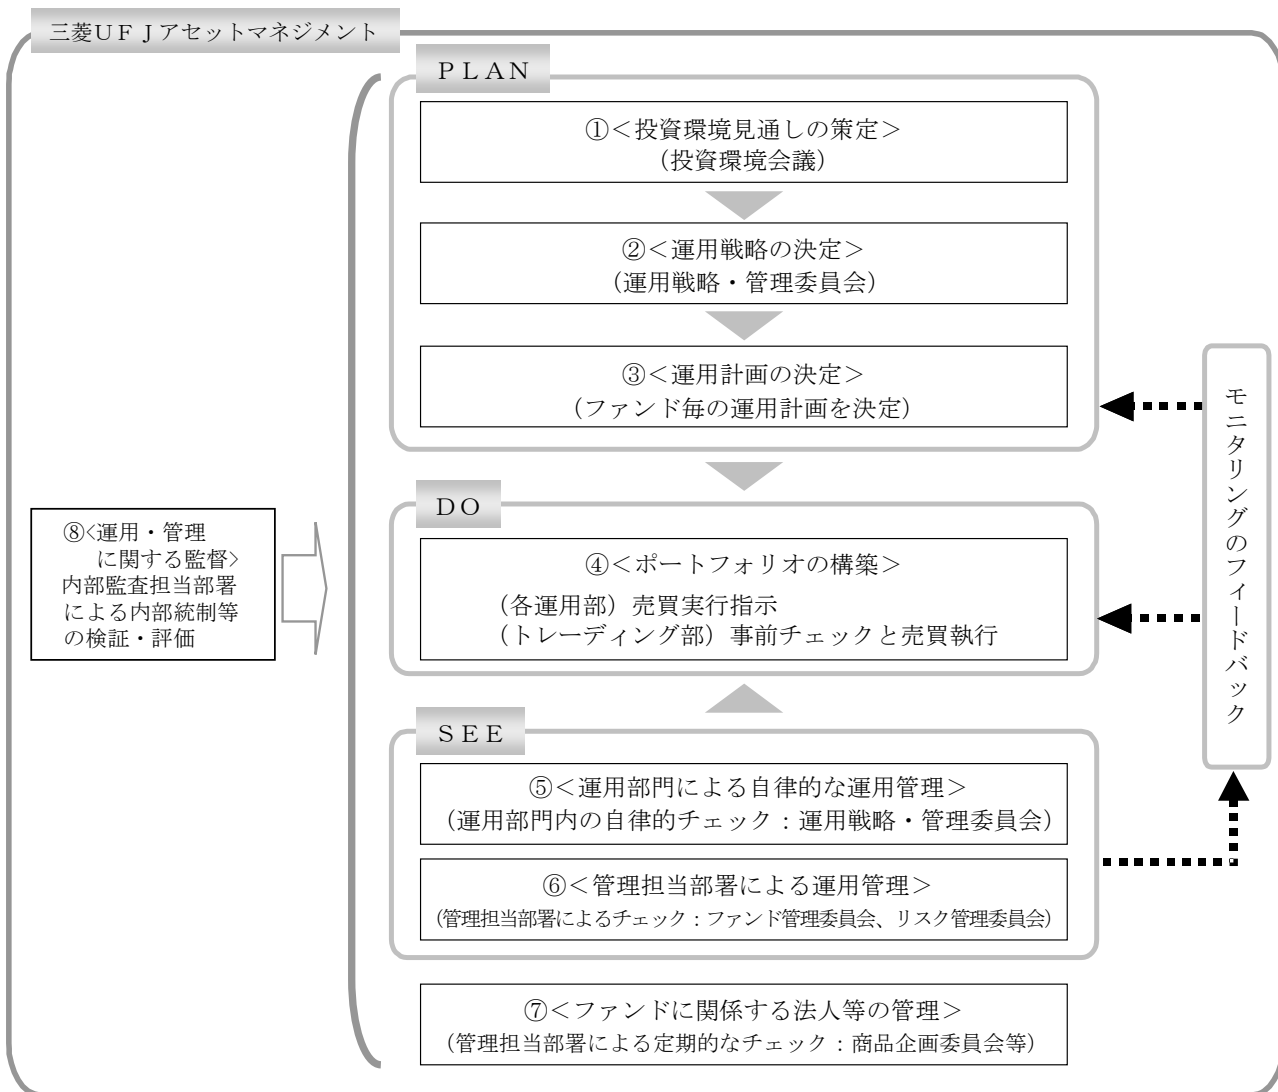 三菱ＵＦＪアセットマネジメント
ＰＬＡＮ
①＜投資環境見通しの策定＞
（投資環境会議）
②＜運用戦略の決定＞
（運用戦略・管理委員会）
③＜運用計画の決定＞
（ファンド毎の運用計画を決定）
ＤＯ
④＜ポートフォリオの構築＞
（各運用部）売買実行指示
（トレーディング部）事前チェックと売買執行
ＳＥＥ
⑤＜運用部門による自律的な運用管理＞
（運用部門内の自律的チェック：運用戦略・管理委員会）
⑥＜管理担当部署による運用管理＞
（管理担当部署によるチェック：ファンド管理委員会、リスク管理委員会）
⑦＜ファンドに関係する法人等の管理＞
（管理担当部署による定期的なチェック：商品企画委員会等）
⑧<運用・管理
に関する監督>
内部監査担当部署
による内部統制等
の検証・評価
モニタリングのフィードバック